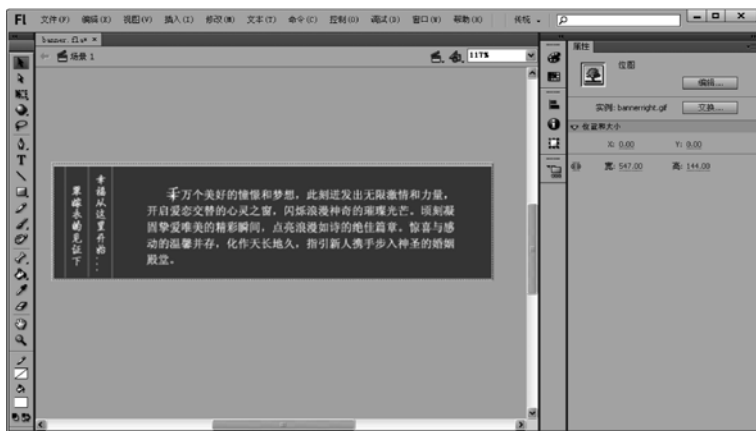 Fl 文件(F) 编辑(E) 视图(V) 插入(I) 修改(M) 文本(T) 命令(C) 控制(O) 调试(D) 窗口(W) 帮助(H) 传统
banner.fla* ×
场景 1 117%
幸福从这里开始...
在嫁衣的见证下
千万个美好的憧憬和梦想,此刻迸发出无限激情和力量,
开启爱恋交替的心灵之窗,闪烁浪漫神奇的璀璨光芒。顷刻凝
固挚爱唯美的精彩瞬间,点亮浪漫如诗的绝佳篇章。惊喜与感
动的温馨并存,化作天长地久,指引新人携手步入神圣的婚姻
殿堂。
属性
位图
编辑...
实例: bannerright.gif 交换...
位置和大小
X: 0.00 Y: 0.00
宽: 547.00 高: 144.00